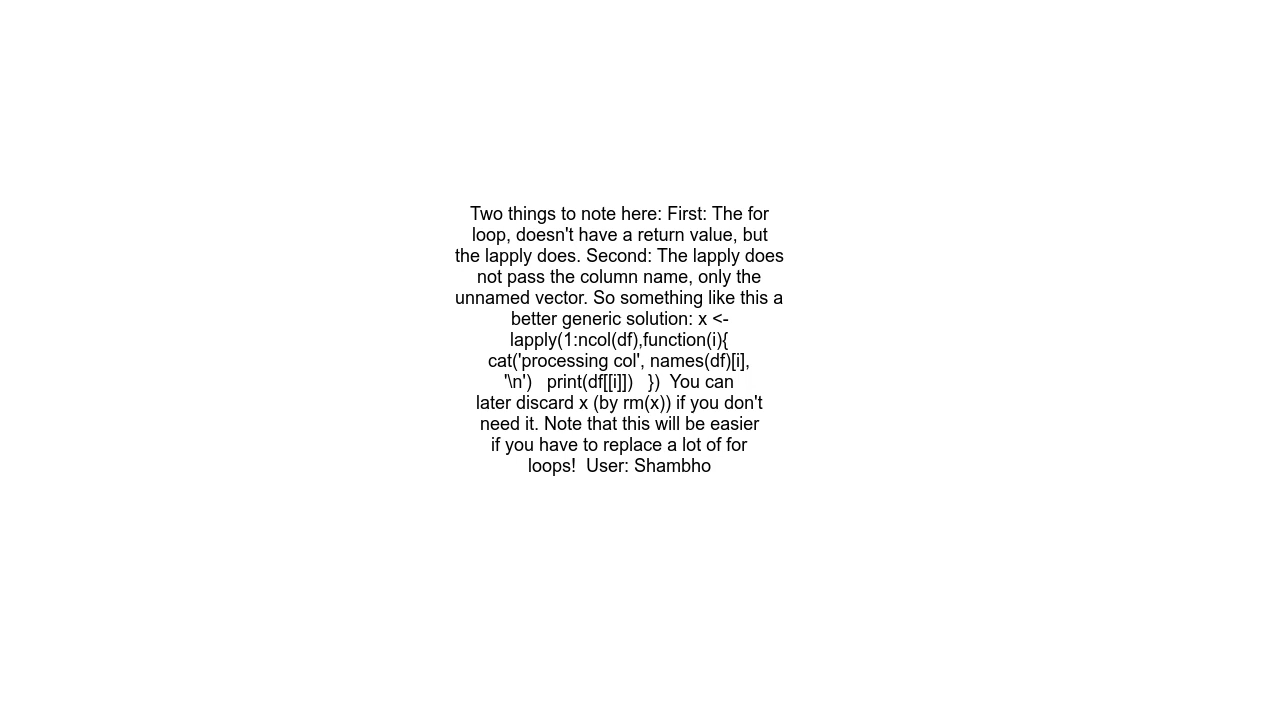 Two things to note here: First: The for
loop, doesn't have a return value, but
the lapply does. Second: The lapply does
not pass the column name, only the
unnamed vector. So something like this a
better generic solution: x <-
lapply(1:ncol(df),function(i){
cat('processing col', names(df)[i],
'\n')   print(df[[i]])   })  You can
later discard x (by rm(x)) if you don't
need it. Note that this will be easier
if you have to replace a lot of for
loops!  User: Shambho